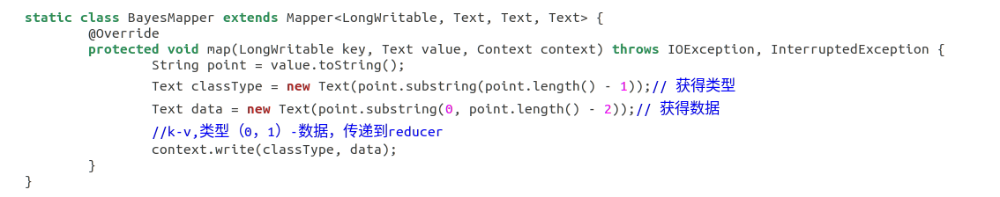 static class BayesMapper extends Mapper<LongWritable, Text, Text, Text> {
@Override
protected void map(LongWritable key, Text value, Context context) throws IOException, InterruptedException {
String point = value.toString();
Text classType = new Text(point.substring(point.length() - 1));// 获得类型
Text data = new Text(point.substring(0, point.length() - 2));// 获得数据
//k-v,类型（0，1）-数据，传递到reducer
context.write(classType, data);
}
}